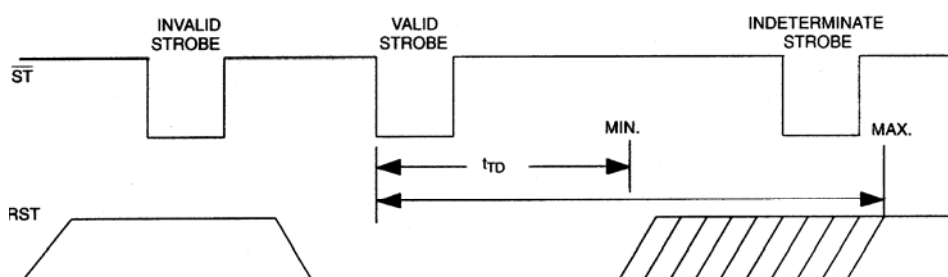 INVALID
STROBE
VALID
STROBE
INDETERMINATE
STROBE
ST
MIN.
MAX.
tTD
RST